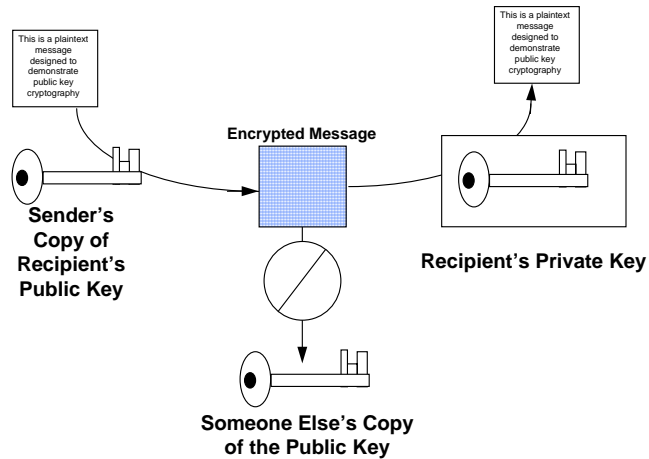 This is a plaintext
message
designed to
demonstrate
public key
cryptography
This is a plaintext
message
designed to
demonstrate
public key
cryptography
Encrypted Message
Sender's
Copy of
Recipient's
Public Key
Recipient's Private Key
Someone Else's Copy
of the Public Key